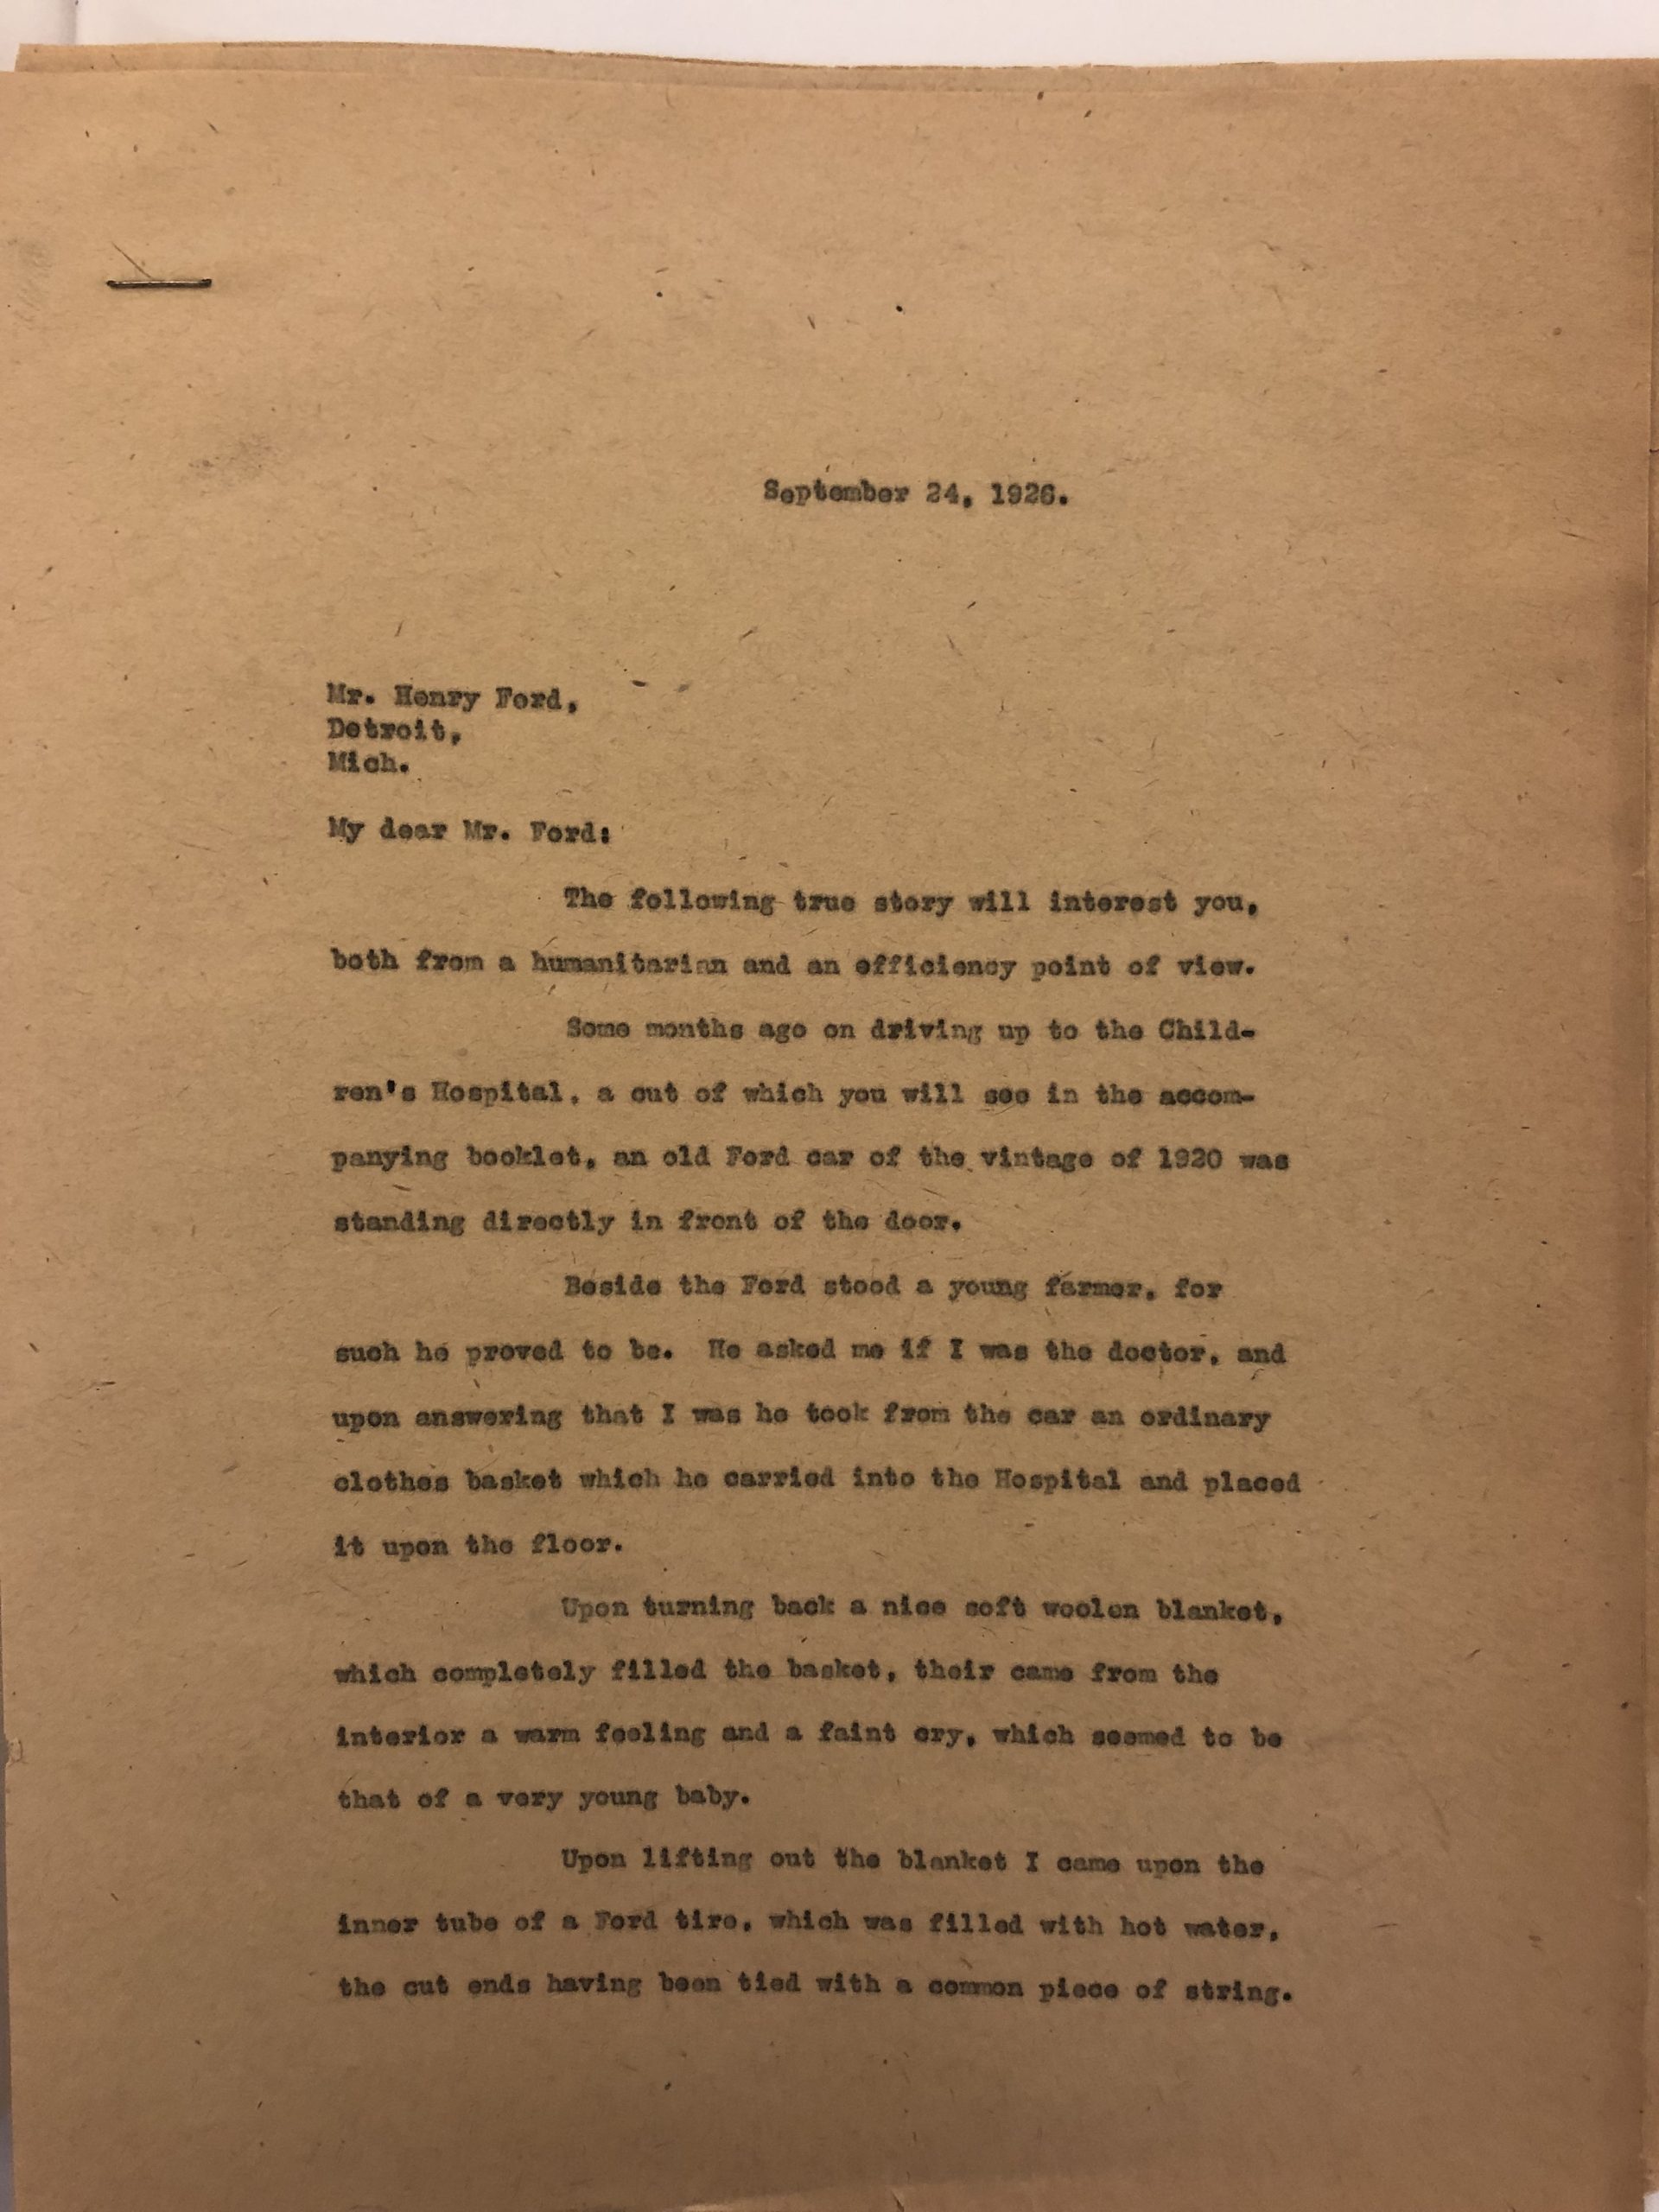 September 24, 1926.
Mr. Henry Ford,
Detroit,
Mich.
My dear Mr. Ford:
The following true story will interest you,
both from a humanitarian and an efficiency point of view.
Some months ago on driving up to the Child-
ren's Hospital, a cut of which you will see in the accom-
panying booklet, an old Ford car of the vintage of 1920 was
standing directly in front of the door.
Beside the Ford stood a young farmer, for
such he proved to be. He asked me if I was the doctor, and
upon answering that I was he took from the car an ordinary
clothes basket which he carried into the Hospital and placed
it upon the floor.
Upon turning back a nice soft woolen blanket,
which completely filled the basket, their came from the
interior a warm feeling and a faint cry, which seemed to be
that of a very young baby.
Upon lifting out the blanket I came upon the
inner tube of a Ford tire, which was filled with hot water,
the cut ends having been tied with a common piece of string.